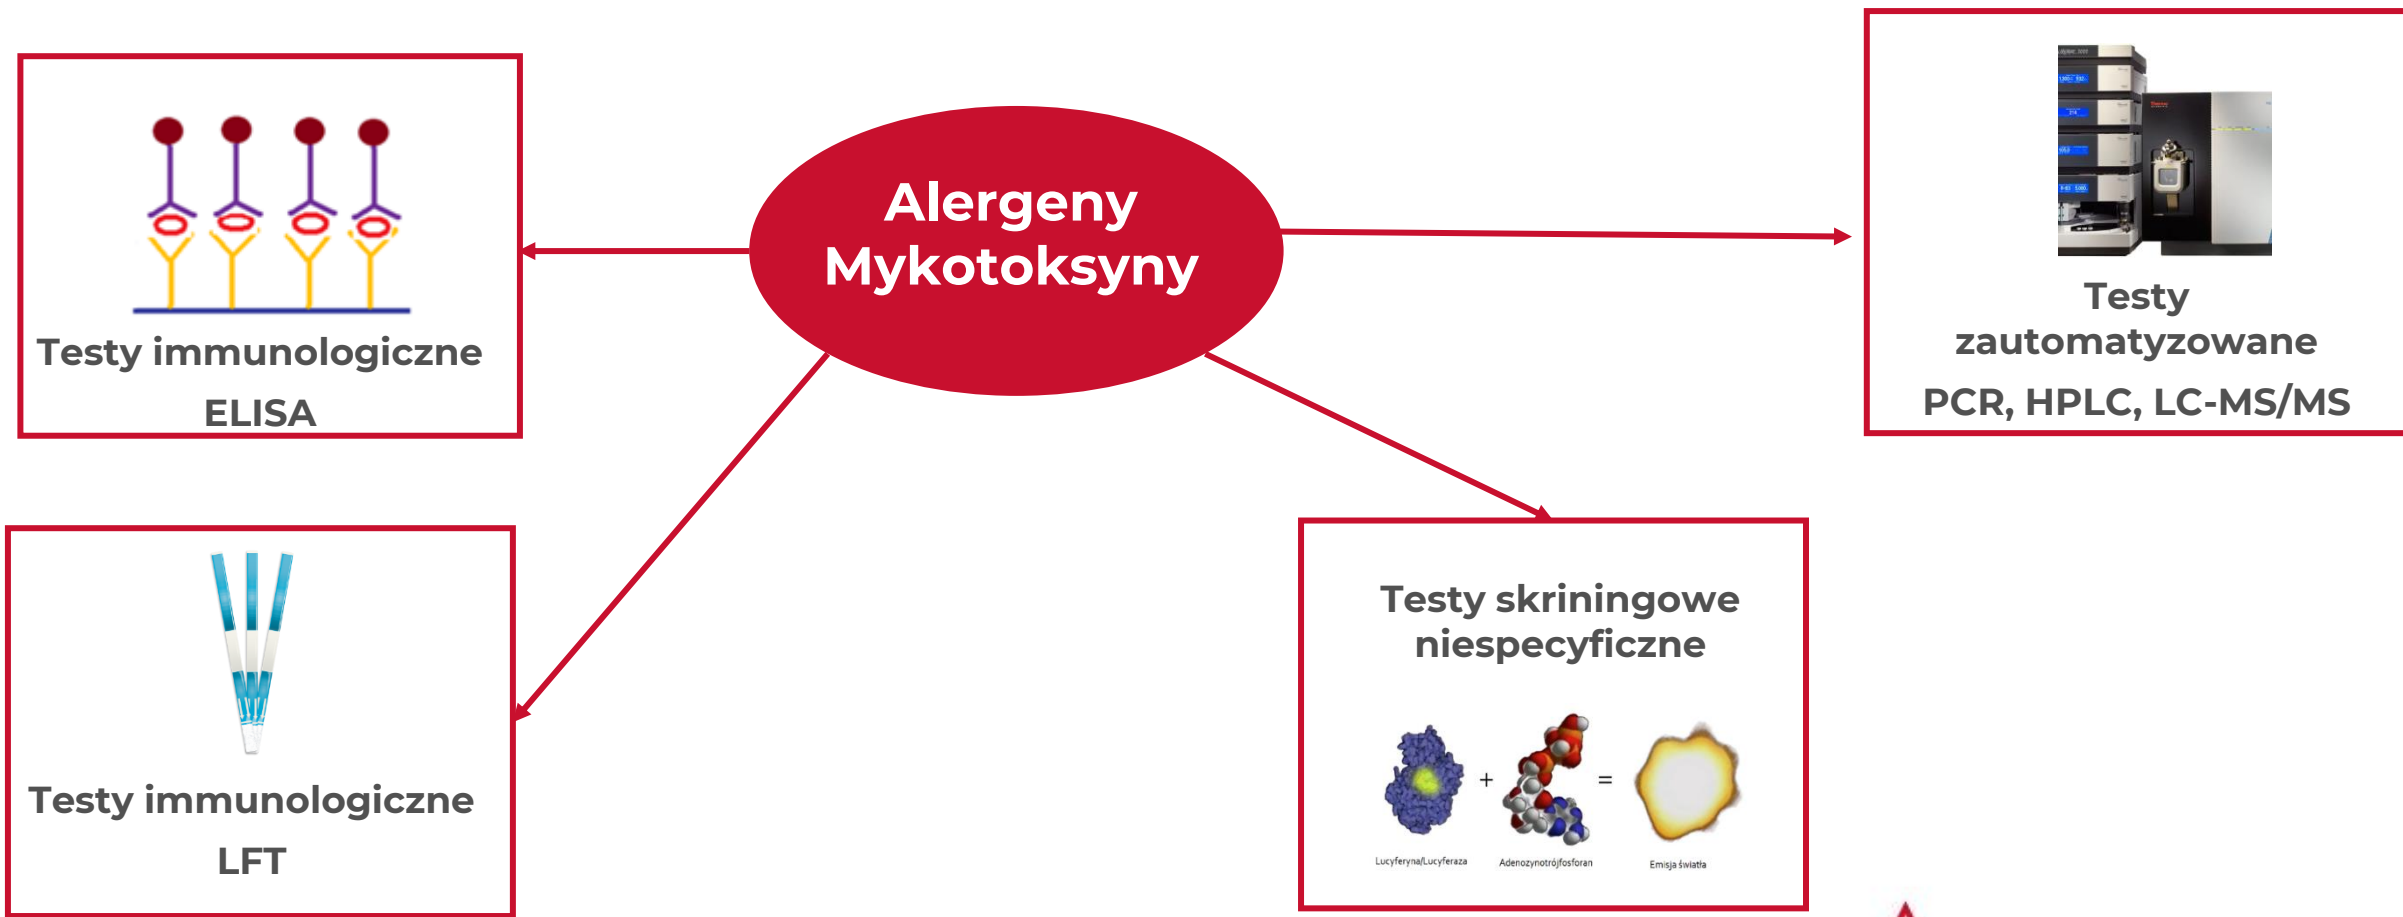 Alergeny
Mykotoksyny
Testy immunologiczne
ELISA
Testy
zautomatyzowane
PCR, HPLC, LC-MS/MS
Testy immunologiczne
LFT
Testy skriningowe
niespecyficzne
+
=
Lucyferyna/Lucyferaza
Adenozynotrójfosforan
Emisja światła